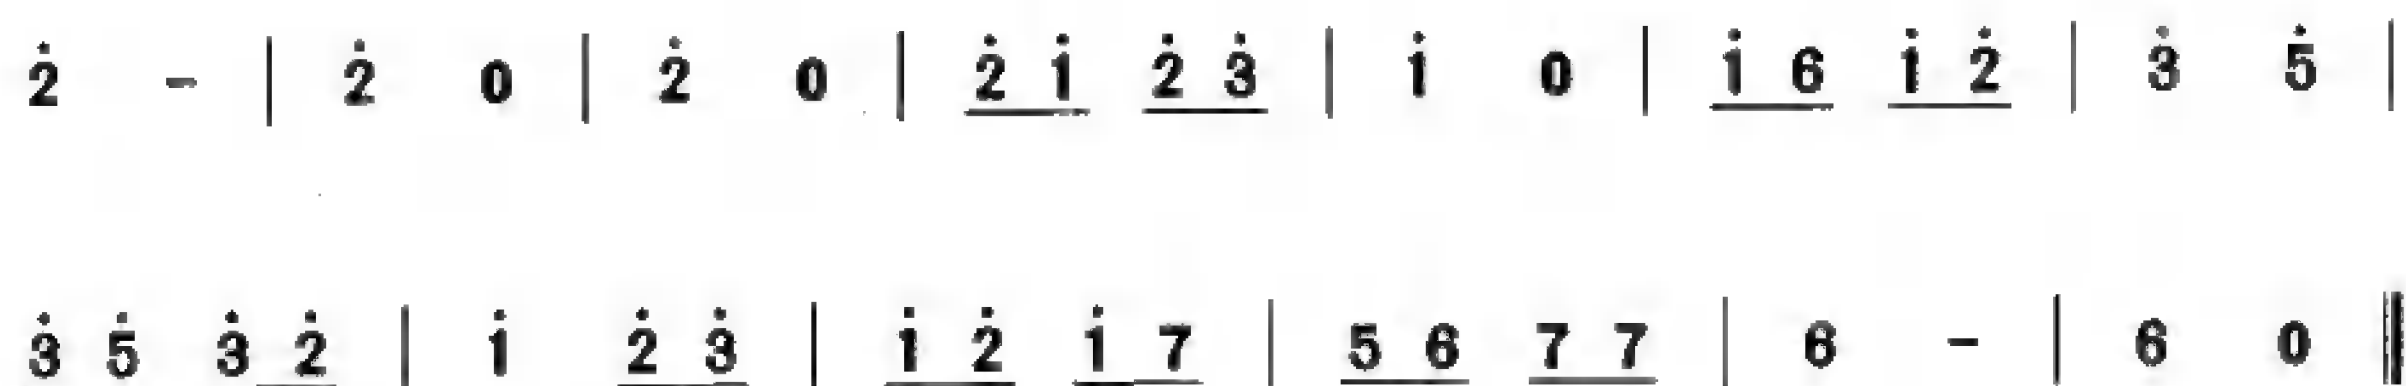 2̇ - | 2̇ 0 | 2̇ 0 | 2̇ 1̇ 2̇ 3̇ | 1̇ 0 | 1̇ 6 1̇ 2̇ | 3̇ 5̇ |
3̇ 5̇ 3̇ 2̇ | 1̇ 2̇ 3̇ | 1̇ 2̇ 1̇ 7 | 5 6 7 7 | 6 - | 6 0 ‖